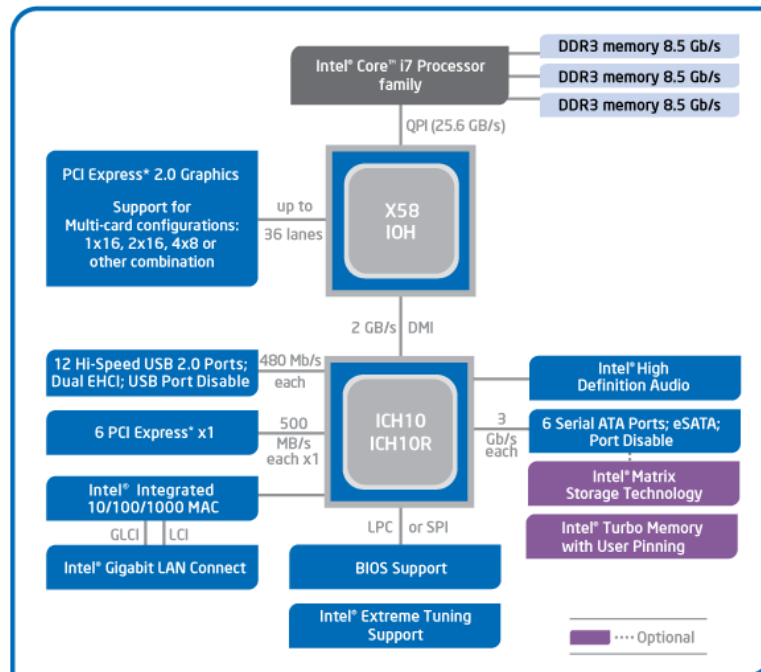 Intel® Core™ i7 Processor
family
DDR3 memory 8.5 Gb/s
DDR3 memory 8.5 Gb/s
DDR3 memory 8.5 Gb/s
QPI (25.6 GB/s)
PCI Express* 2.0 Graphics
Support for
Multi-card configurations:
1x16, 2x16, 4x8 or
other combination
up to
36 lanes
X58
IOH
2 GB/s DMI
12 Hi-Speed USB 2.0 Ports;
Dual EHCI; USB Port Disable
480 Mb/s
each
6 PCI Express* x1
500
MB/s
each x1
Intel® Integrated
10/100/1000 MAC
GLCI LCI
Intel® Gigabit LAN Connect
ICH10
ICH10R
Intel® High
Definition Audio
3
Gb/s
each
6 Serial ATA Ports; eSATA;
Port Disable
Intel® Matrix
Storage Technology
Intel® Turbo Memory
with User Pinning
LPC or SPI
BIOS Support
Intel® Extreme Tuning
Support
Optional